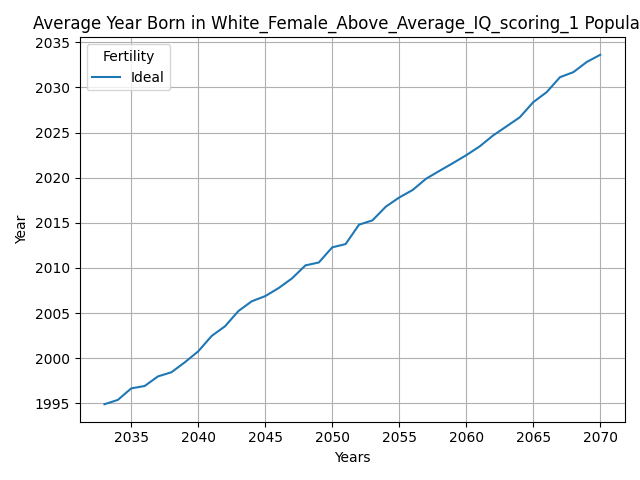 Average Year Born in White_Female_Above_Average_IQ_scoring_1 Popula
Fertility
Ideal
2035
2030
2025
2020
2015
2010
2005
2000
1995
Year
2035 2040 2045 2050 2055 2060 2065 2070
Years